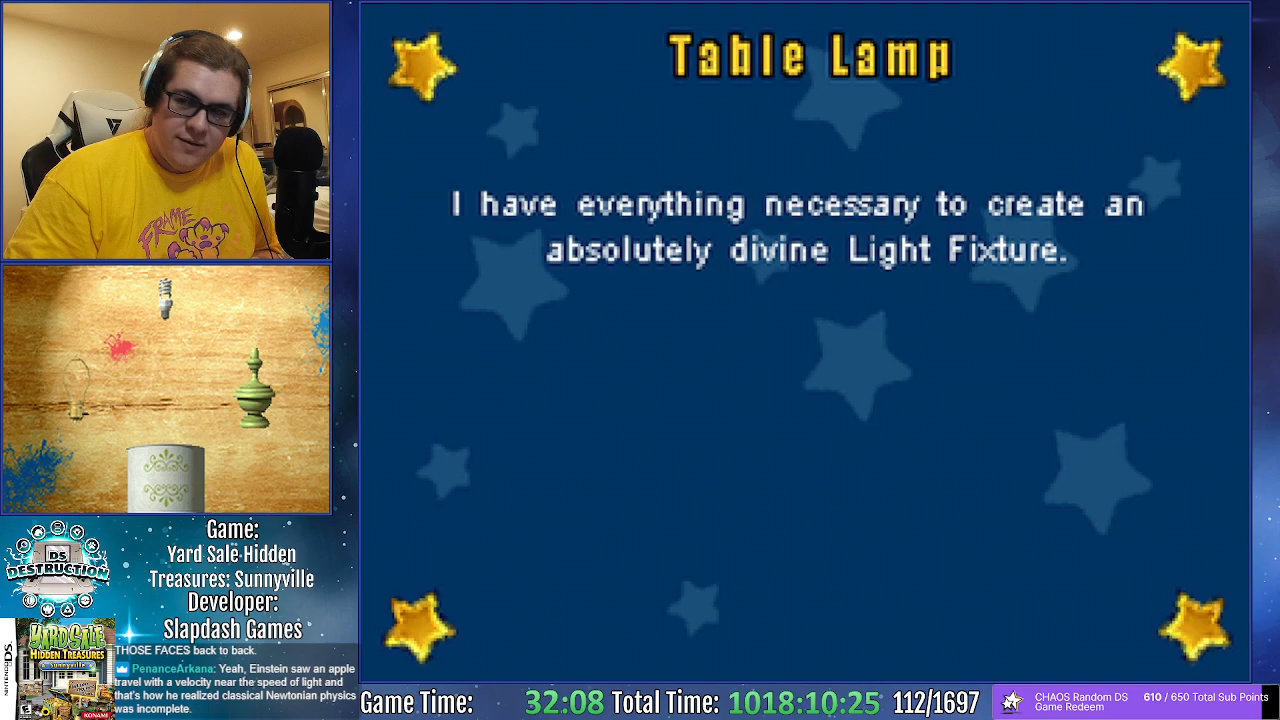 Table Lamp
I have everything necessary to create an
absolutely divine Light Fixture.
FRAME
DS
DESTRUCTION
Game:
Yard Sale Hidden
Treasures: Sunnyville
Developer:
Slapdash Games
NINTENDO DS
YARD SALE
HIDDEN TREASURES
Sunnyville
KONAMI
THOSE FACES back to back.
PenanceArkana: Yeah, Einstein saw an apple
travel with a velocity near the speed of light and
that's how he realized classical Newtonian physics
was incomplete.
Game Time: 32:08 Total Time: 1018:10:25 112/1697
CHAOS Random DS
Game Redeem
610 / 650 Total Sub Points